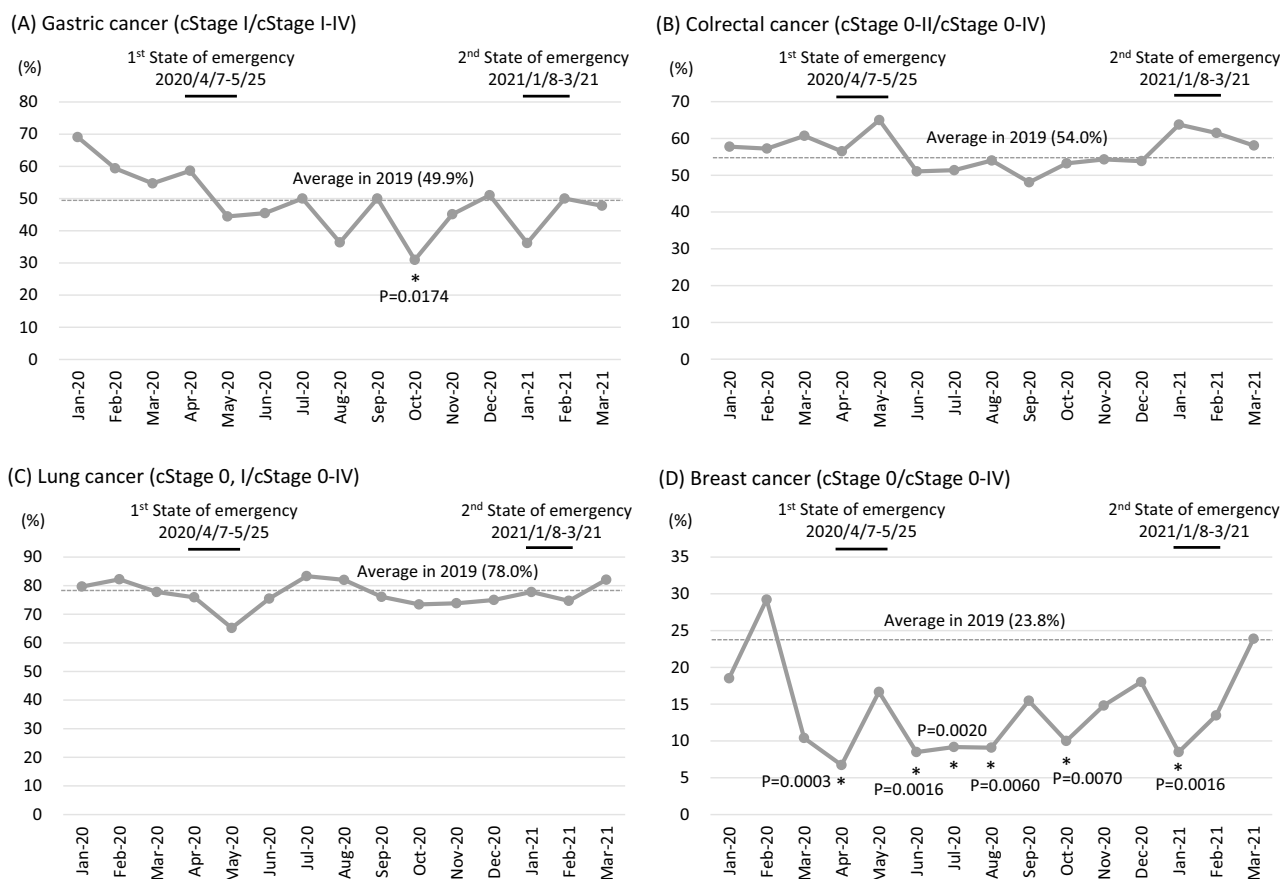 (A) Gastric cancer (cStage I/cStage I-IV)
1st State of emergency
2020/4/7-5/25
2nd State of emergency
2021/1/8-3/21
(%)
80
70
60
50
40
30
20
10
0
Average in 2019 (49.9%)
*
P=0.0174
Jan-20
Feb-20
Mar-20
Apr-20
May-20
Jun-20
Jul-20
Aug-20
Sep-20
Oct-20
Nov-20
Dec-20
Jan-21
Feb-21
Mar-21
(B) Colrectal cancer (cStage 0-II/cStage 0-IV)
1st State of emergency
2020/4/7-5/25
2nd State of emergency
2021/1/8-3/21
(%)
70
60
50
40
30
20
10
0
Average in 2019 (54.0%)
Jan-20
Feb-20
Mar-20
Apr-20
May-20
Jun-20
Jul-20
Aug-20
Sep-20
Oct-20
Nov-20
Dec-20
Jan-21
Feb-21
Mar-21
(C) Lung cancer (cStage 0, I/cStage 0-IV)
1st State of emergency
2020/4/7-5/25
2nd State of emergency
2021/1/8-3/21
(%)
90
80
70
60
50
40
30
20
10
0
Average in 2019 (78.0%)
Jan-20
Feb-20
Mar-20
Apr-20
May-20
Jun-20
Jul-20
Aug-20
Sep-20
Oct-20
Nov-20
Dec-20
Jan-21
Feb-21
Mar-21
(D) Breast cancer (cStage 0/cStage 0-IV)
1st State of emergency
2020/4/7-5/25
2nd State of emergency
2021/1/8-3/21
(%)
35
30
25
20
15
10
5
0
Average in 2019 (23.8%)
P=0.0020
P=0.0003 * * * * * *
P=0.0016 P=0.0060 P=0.0070 P=0.0016
Jan-20
Feb-20
Mar-20
Apr-20
May-20
Jun-20
Jul-20
Aug-20
Sep-20
Oct-20
Nov-20
Dec-20
Jan-21
Feb-21
Mar-21